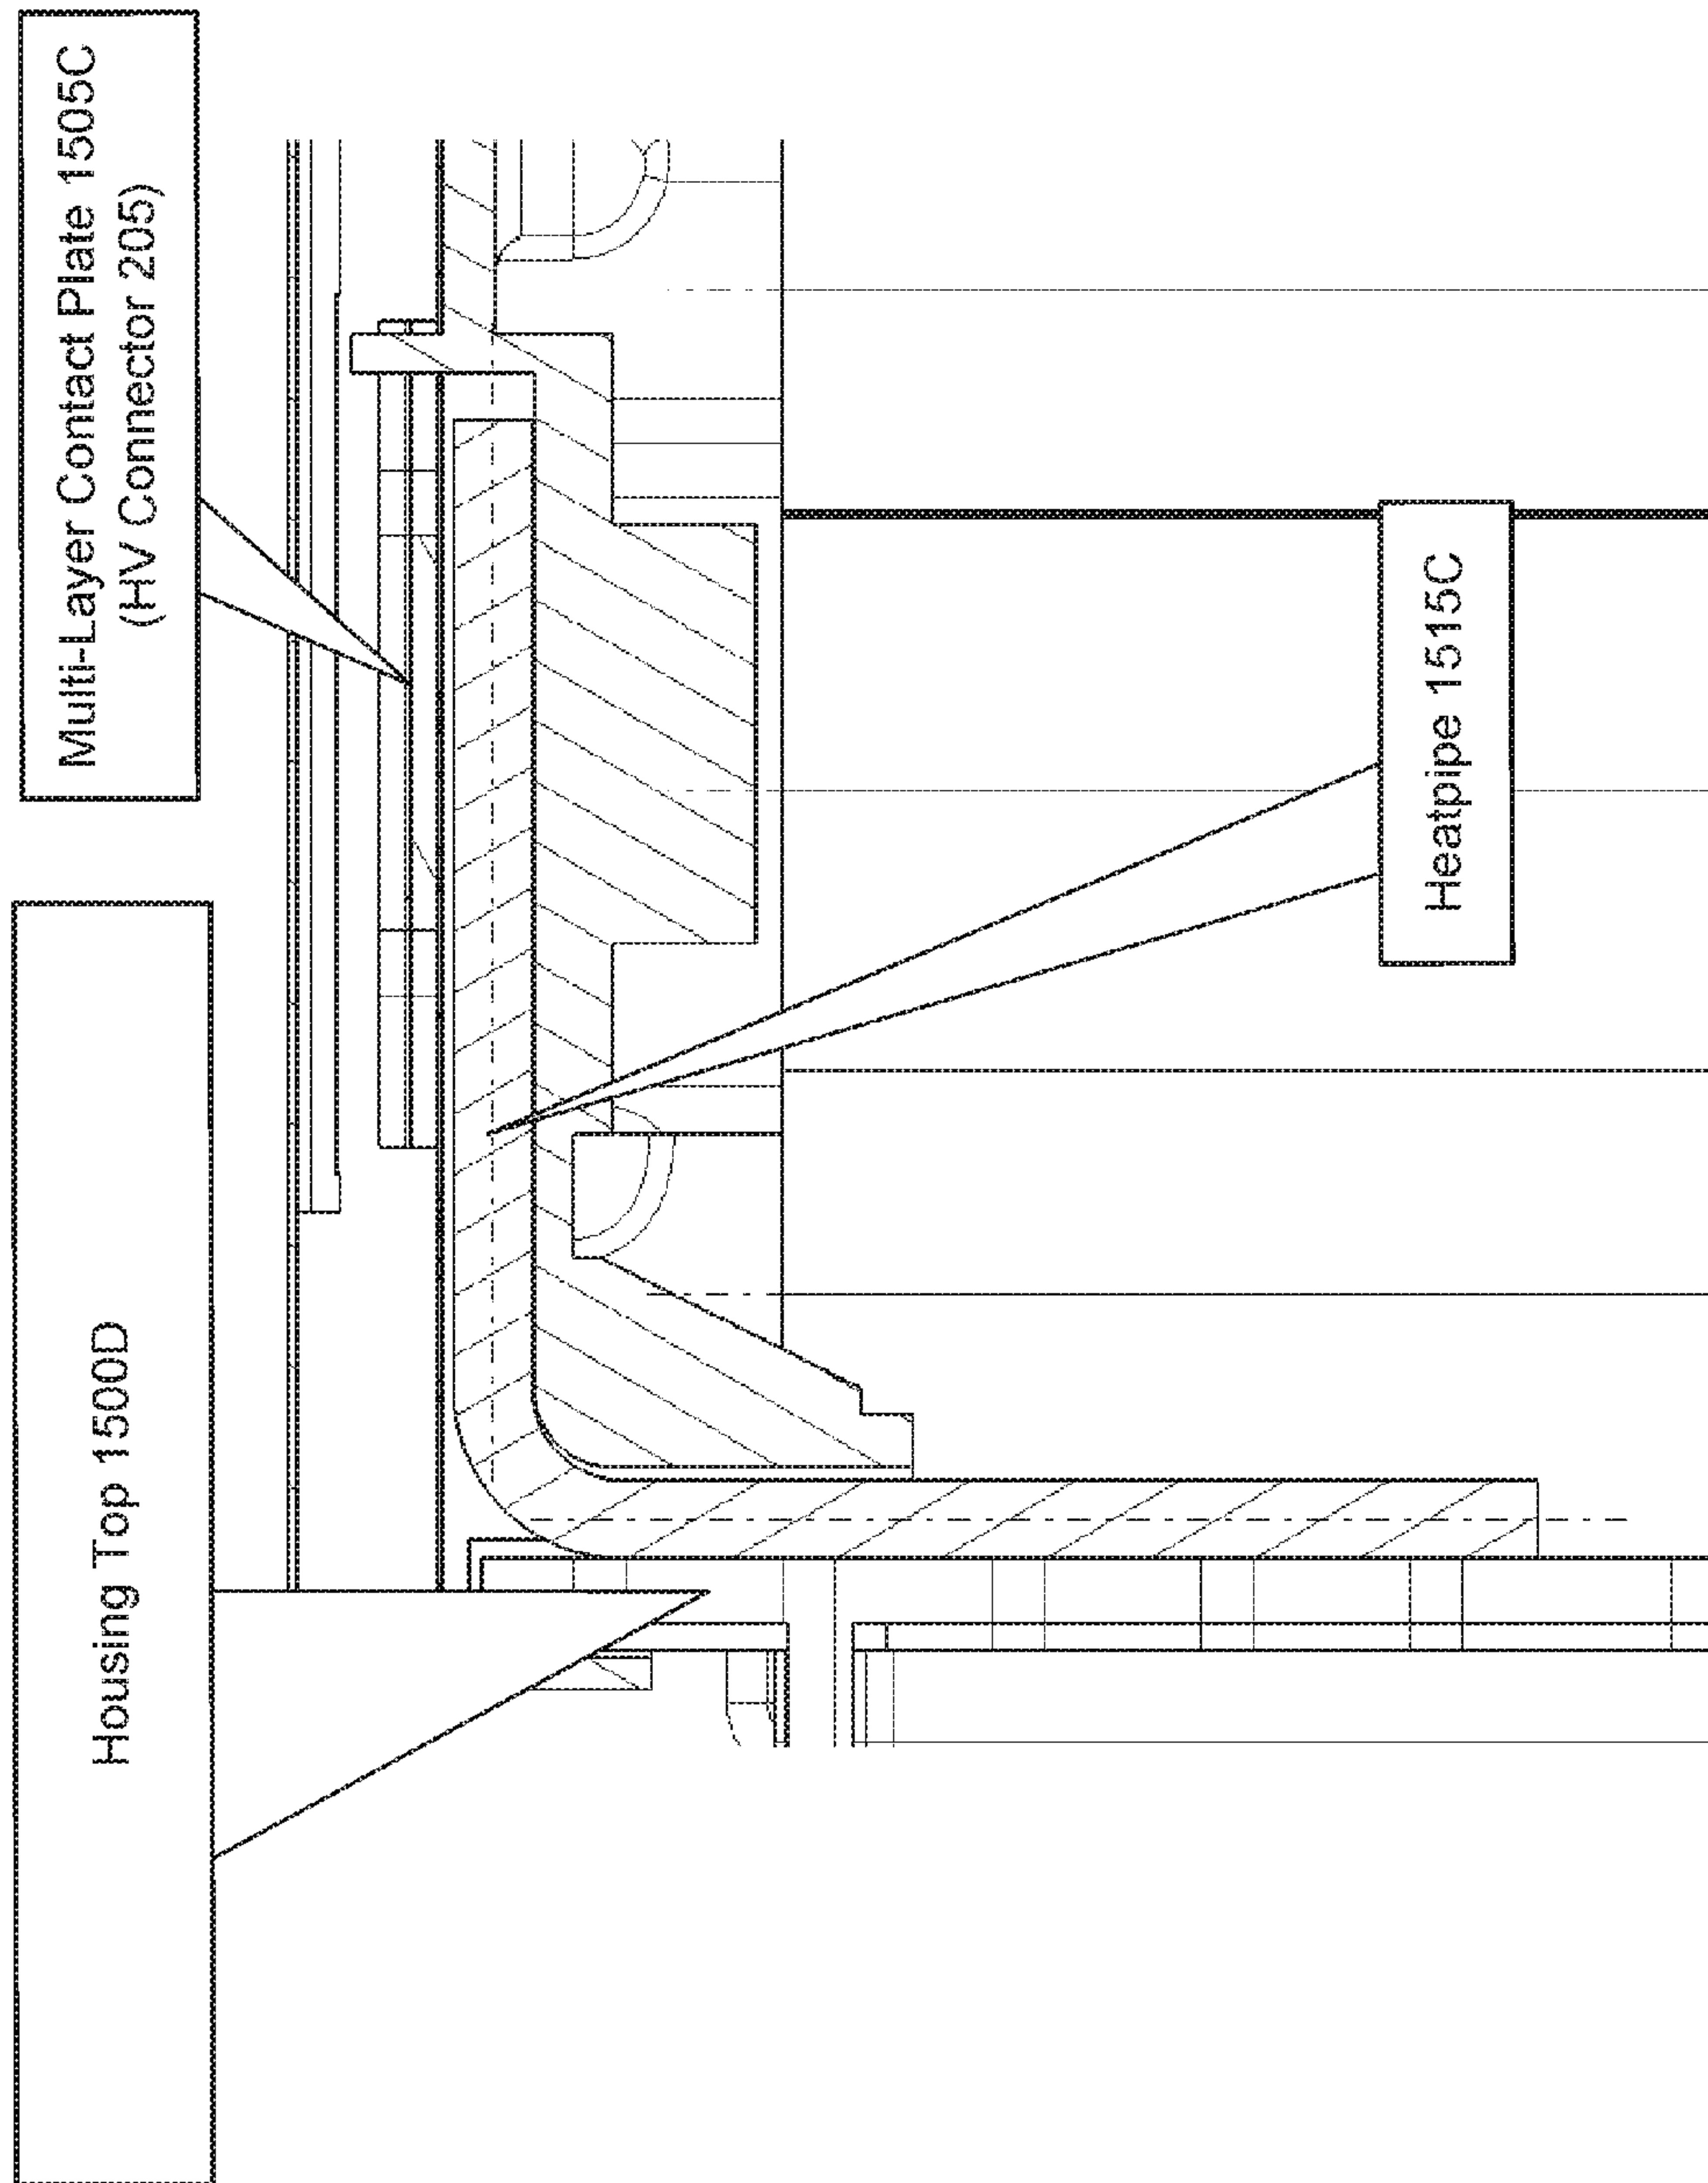 Housing Top 1500D
Multi-Layer Contact Plate 1505C
(HV Connector 205)
Heatpipe 1515C